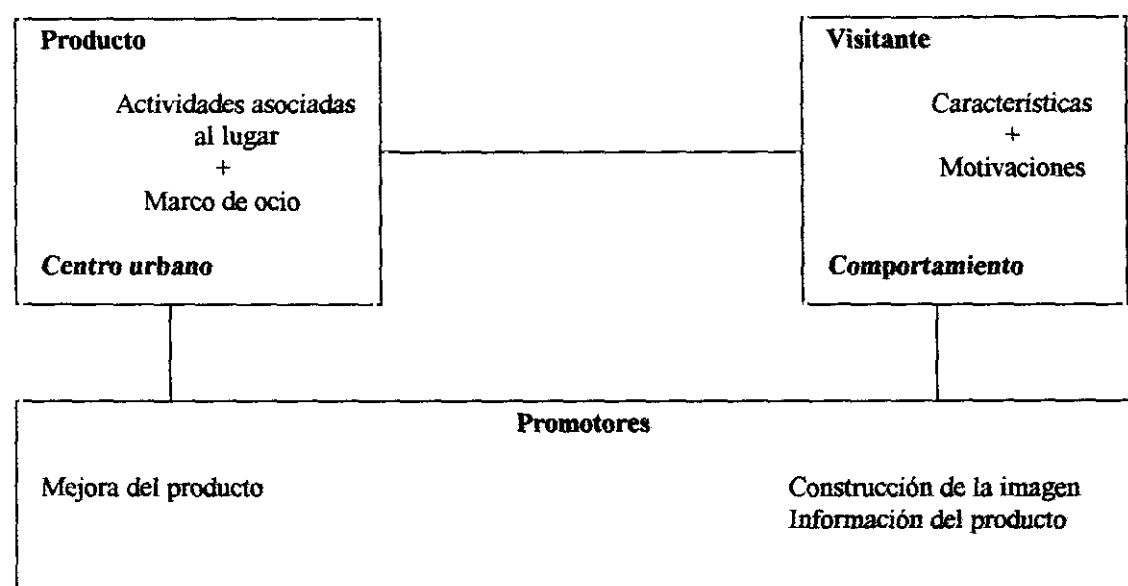 Producto
Actividades asociadas
al lugar
+
Marco de ocio
Centro urbano
Visitante
Características
+
Motivaciones
Comportamiento
Promotores
Mejora del producto
Construcción de la imagen
Información del producto